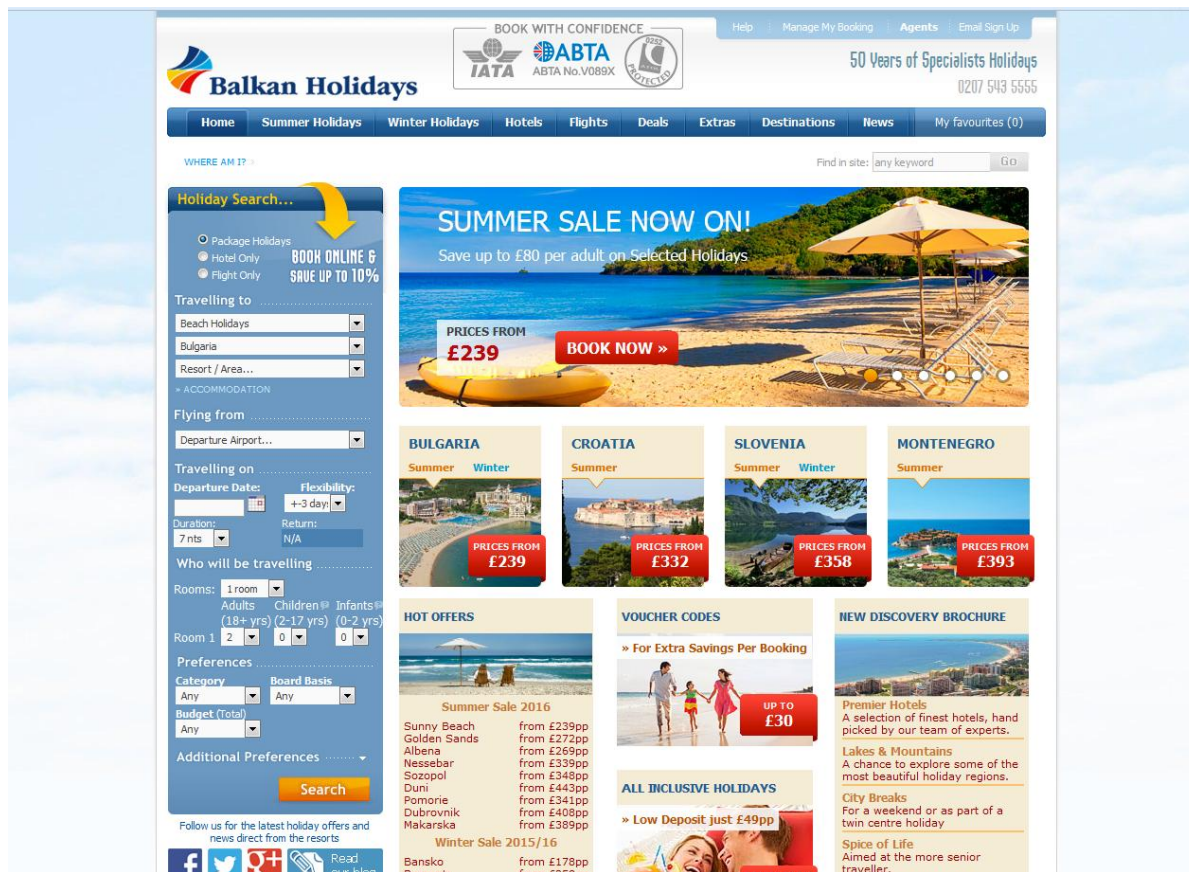 BOOK WITH CONFIDENCE
IATA
ABTA
ABTA No.V089X
PROTECTED
Help Manage My Booking Agents Email Sign Up
Balkan Holidays
50 Years of Specialists Holidays
0207 543 5555
Home Summer Holidays Winter Holidays Hotels Flights Deals Extras Destinations News My favourites (0)
WHERE AM I?
Find in site: any keyword Go
Holiday Search...
Package Holidays
Hotel Only
Flight Only
BOOK ONLINE &
SAVE UP TO 10%
Travelling to
Beach Holidays
Bulgaria
Resort / Area...
» ACCOMMODATION
Flying from
Departure Airport...
Travelling on
Departure Date: Flexibility:
+-3 day
Duration: Return:
7 nts N/A
Who will be travelling
Rooms: 1 room
Adults Children Infants
(18+ yrs) (2-17 yrs) (0-2 yrs)
Room 1 2 0 0
Preferences
Category Board Basis
Any Any
Budget (Total)
Any
Additional Preferences
Search
Follow us for the latest holiday offers and
news direct from the resorts
Read
our blog
SUMMER SALE NOW ON!
Save up to £80 per adult on Selected Holidays
PRICES FROM
£239
BOOK NOW »
BULGARIA
Summer Winter
PRICES FROM
£239
CROATIA
Summer
PRICES FROM
£332
SLOVENIA
Summer Winter
PRICES FROM
£358
MONTENEGRO
Summer
PRICES FROM
£393
HOT OFFERS
Summer Sale 2016
Sunny Beach from £239pp
Golden Sands from £272pp
Albena from £269pp
Nessebar from £339pp
Sozopol from £348pp
Duni from £443pp
Pomorie from £341pp
Dubrovnik from £408pp
Makarska from £389pp
Winter Sale 2015/16
Bansko from £178pp
VOUCHER CODES
» For Extra Savings Per Booking
UP TO
£30
ALL INCLUSIVE HOLIDAYS
» Low Deposit just £49pp
NEW DISCOVERY BROCHURE
Premier Hotels
A selection of finest hotels, hand
picked by our team of experts.
Lakes & Mountains
A chance to explore some of the
most beautiful holiday regions.
City Breaks
For a weekend or as part of a
twin centre holiday
Spice of Life
Aimed at the more senior
traveller.